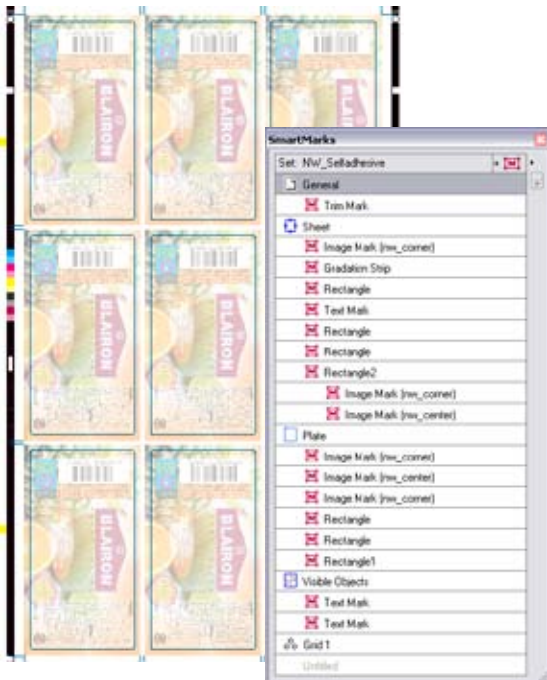 BLAIRON
BLAIRON
BLAIRON
SmartMarks
Set: NW_Selfadhesive
General
Trim Mark
Sheet
Image Mark (nw_corner)
Gradation Strip
Rectangle
Text Mark
Rectangle
Rectangle
Rectangle2
Image Mark (nw_corner)
Image Mark (nw_center)
Plate
Image Mark (nw_corner)
Image Mark (nw_center)
Image Mark (nw_corner)
Rectangle
Rectangle
Rectangle1
Visible Objects
Text Mark
Text Mark
Grid 1
Untitled
BLAIRON
BLAIRON
BLAIRON
BLAIRON